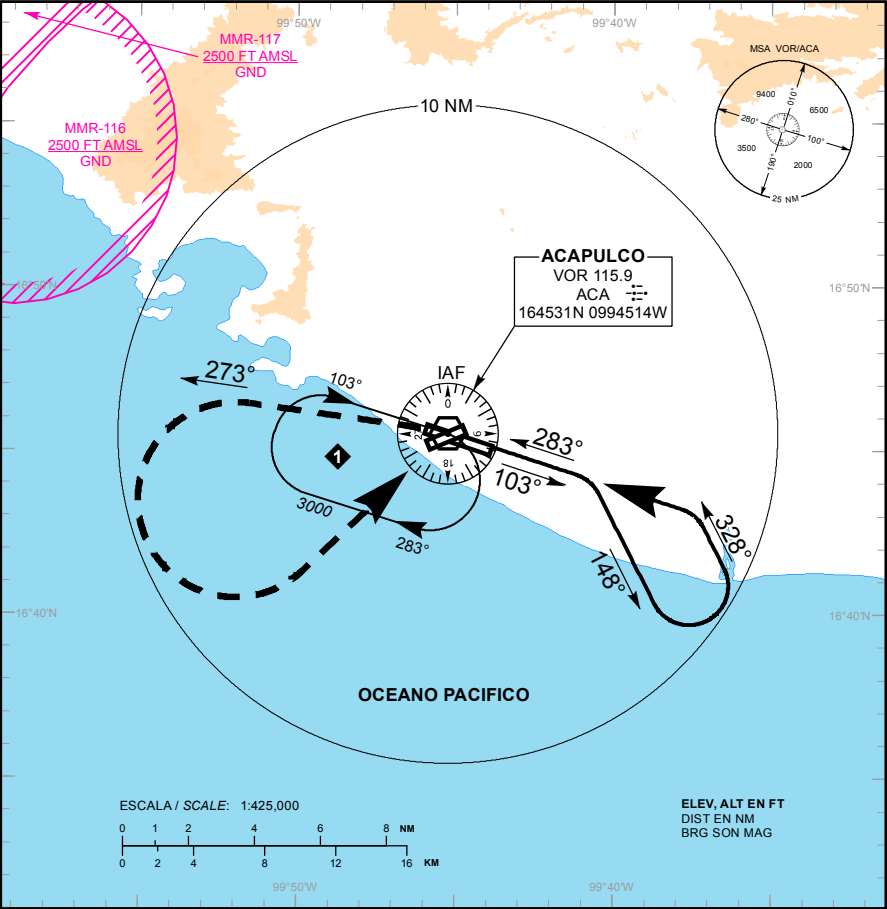 99°50'W
99°40'W
MMR-117
2500 FT AMSL
GND
MSA VOR/ACA
9400
010°
6500
280°
100°
3500
190°
2000
25 NM
10 NM
MMR-116
2500 FT AMSL
GND
ACAPULCO
VOR 115.9
ACA
164531N 0994514W
16°50'N
16°50'N
273°
103°
IAF
0
9
18
27
283°
103°
1
3000
283°
148°
328°
16°40'N
16°40'N
OCEANO PACIFICO
ESCALA / SCALE: 1:425,000
0 1 2 4 6 8 NM
0 2 4 8 12 16 KM
ELEV, ALT EN FT
DIST EN NM
BRG SON MAG
99°50'W
99°40'W